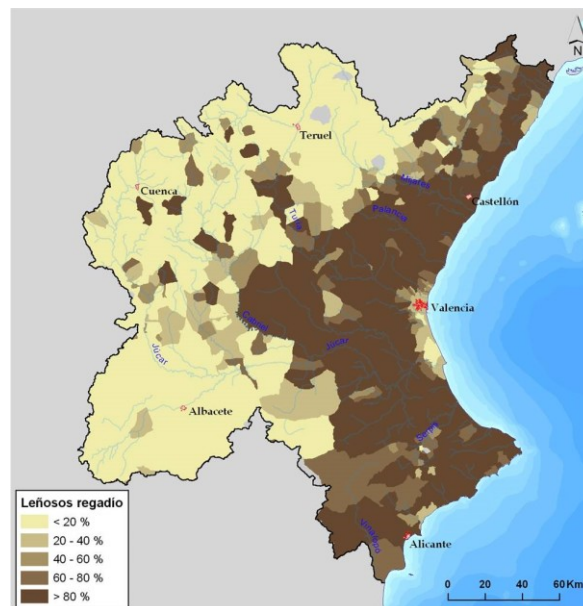 N
Teruel
Cuenca
Mijares
Castellón
Palancia
Turia
Valencia
Cabriel
Júcar
Júcar
Albacete
Serpis
Vinalopó
Alicante
Leñosos regadío
< 20 %
20 - 40 %
40 - 60 %
60 - 80 %
> 80 %
0 10 20 40 60 Km